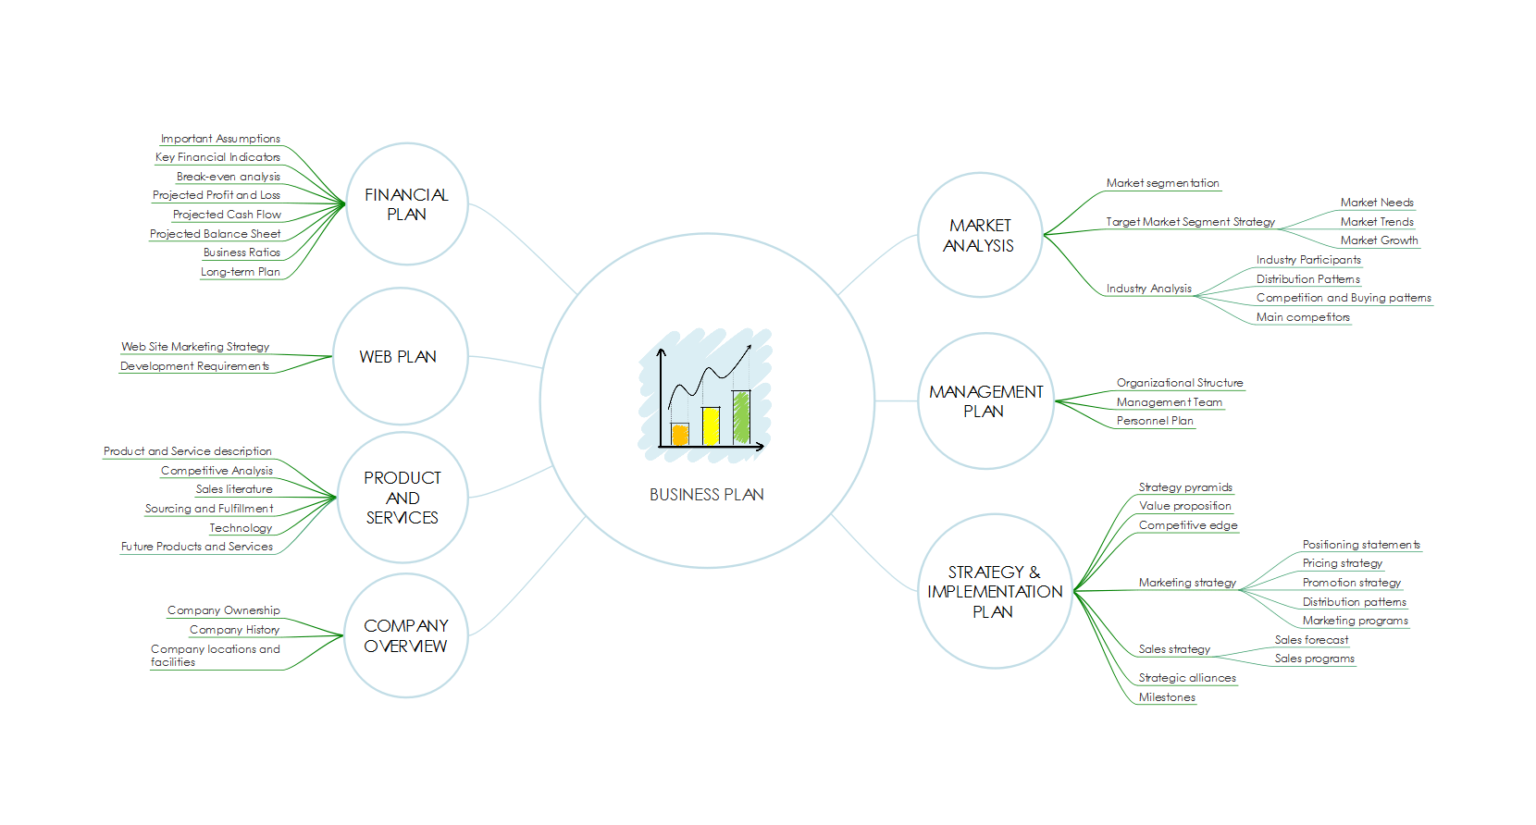 Important Assumptions
Key Financial Indicators
Break-even analysis
Projected Profit and Loss
Projected Cash Flow
Projected Balance Sheet
Business Ratios
Long-term Plan
FINANCIAL
PLAN
Web Site Marketing Strategy
Development Requirements
WEB PLAN
Product and Service description
Competitive Analysis
Sales literature
Sourcing and Fulfillment
Technology
Future Products and Services
PRODUCT
AND
SERVICES
Company Ownership
Company History
Company locations and
facilities
COMPANY
OVERVIEW
BUSINESS PLAN
MARKET
ANALYSIS
Market segmentation
Target Market Segment Strategy
Market Needs
Market Trends
Market Growth
Industry Analysis
Industry Participants
Distribution Patterns
Competition and Buying patterns
Main competitors
MANAGEMENT
PLAN
Organizational Structure
Management Team
Personnel Plan
STRATEGY &
IMPLEMENTATION
PLAN
Strategy pyramids
Value proposition
Competitive edge
Marketing strategy
Positioning statements
Pricing strategy
Promotion strategy
Distribution patterns
Marketing programs
Sales strategy
Sales forecast
Sales programs
Strategic alliances
Milestones